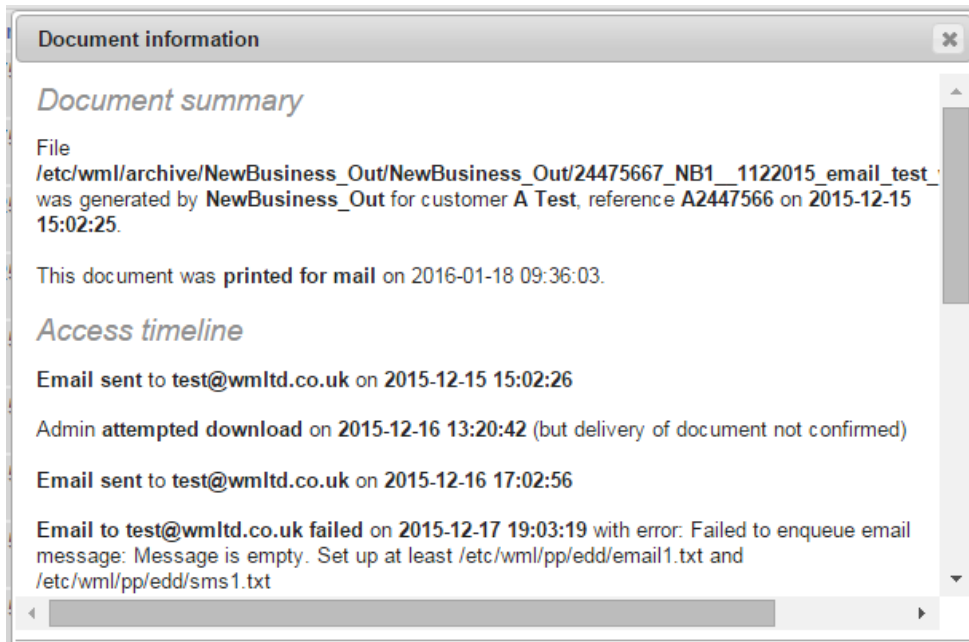 Document information
Document summary
File
/etc/wml/archive/NewBusiness_Out/NewBusiness_Out/24475667_NB1__1122015_email_test_
was generated by NewBusiness_Out for customer A Test, reference A2447566 on 2015-12-15
15:02:25.
This document was printed for mail on 2016-01-18 09:36:03.
Access timeline
Email sent to test@wmltd.co.uk on 2015-12-15 15:02:26
Admin attempted download on 2015-12-16 13:20:42 (but delivery of document not confirmed)
Email sent to test@wmltd.co.uk on 2015-12-16 17:02:56
Email to test@wmltd.co.uk failed on 2015-12-17 19:03:19 with error: Failed to enqueue email
message: Message is empty. Set up at least /etc/wml/pp/edd/email1.txt and
/etc/wml/pp/edd/sms1.txt